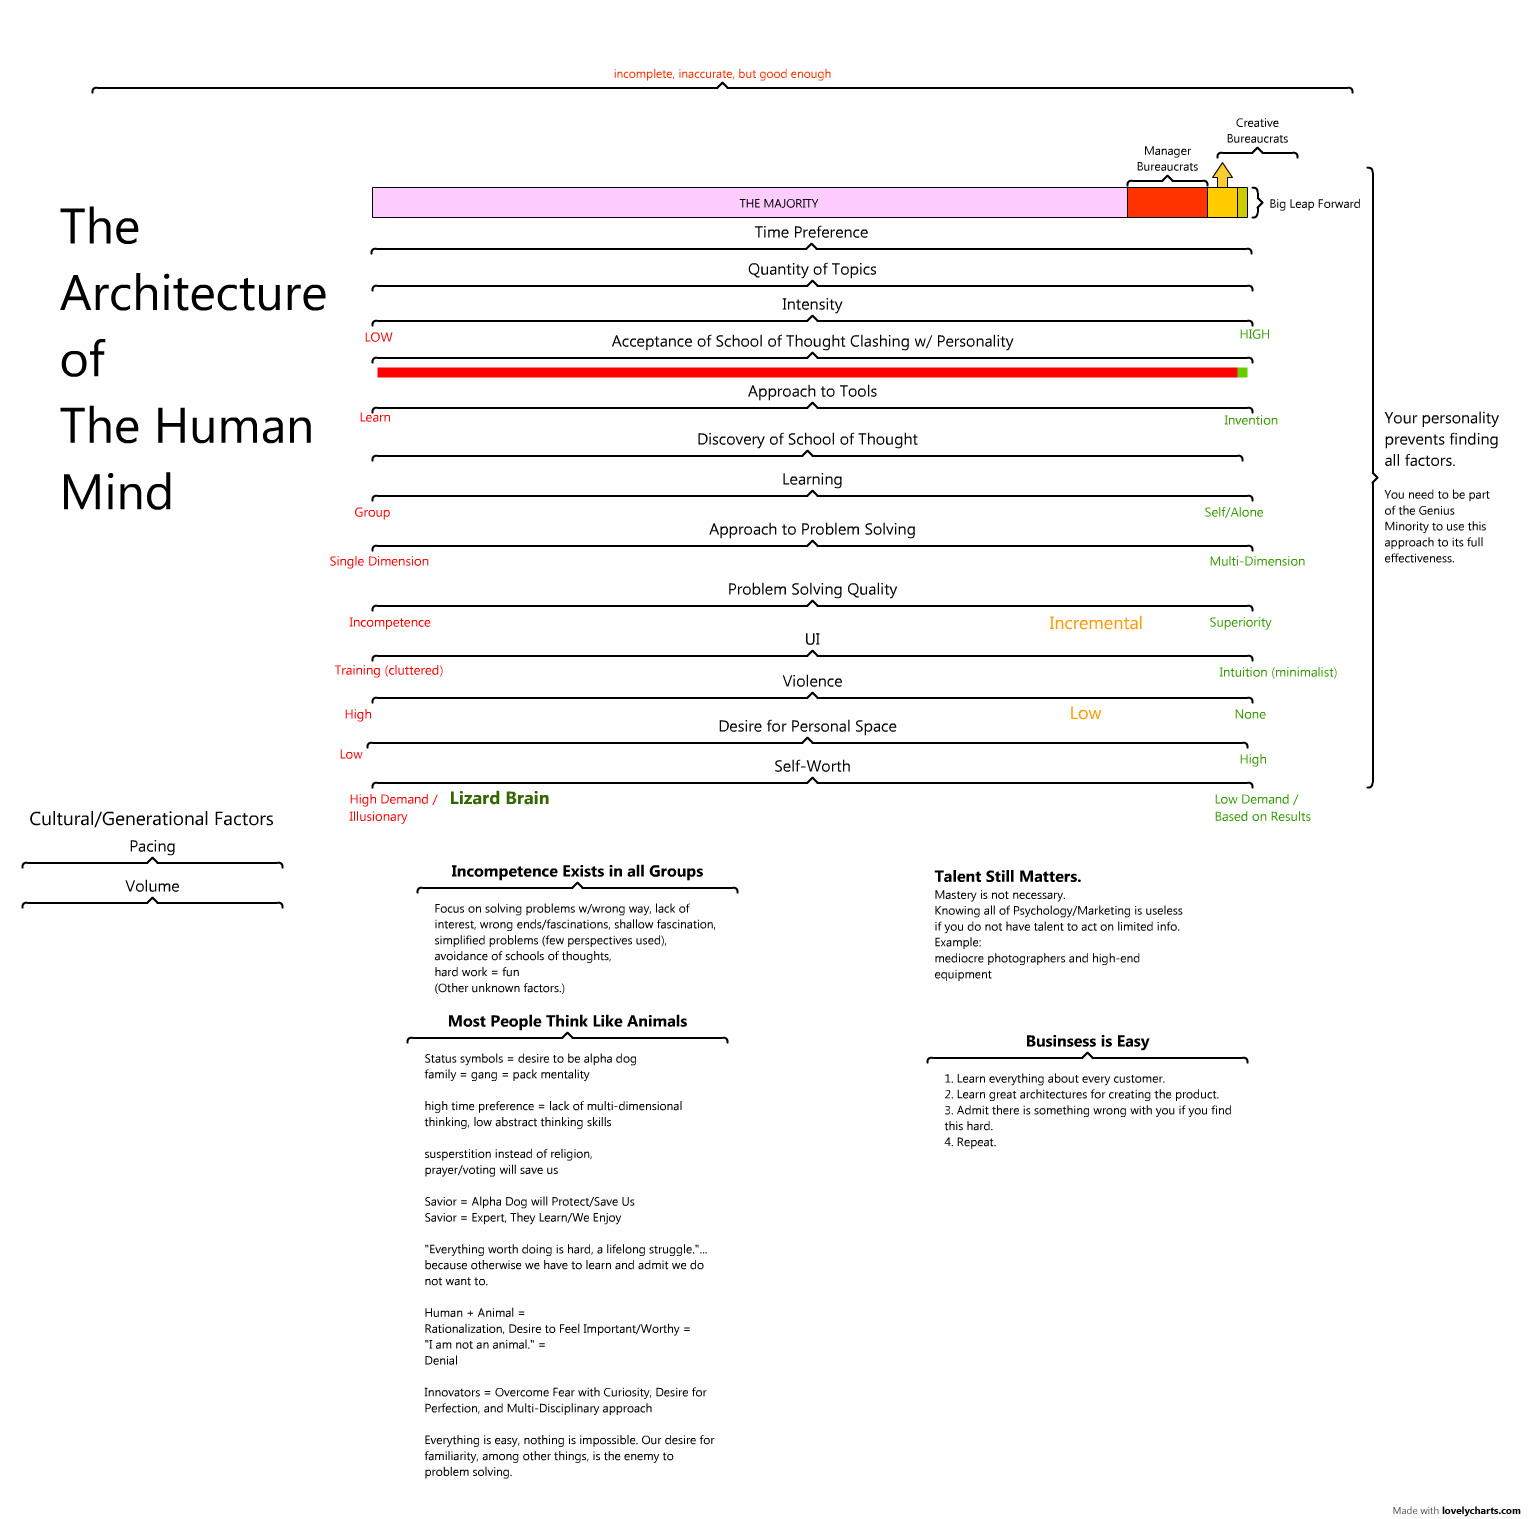 incomplete, inaccurate, but good enough
Creative
Bureaucrats
Manager
Bureaucrats
THE MAJORITY
Big Leap Forward
The
Architecture
of
The Human
Mind
Time Preference
Quantity of Topics
Intensity
LOW
HIGH
Acceptance of School of Thought Clashing w/ Personality
Approach to Tools
Learn
Invention
Discovery of School of Thought
Learning
Group
Self/Alone
Approach to Problem Solving
Single Dimension
Multi-Dimension
Problem Solving Quality
Incompetence
Incremental
Superiority
UI
Training (cluttered)
Intuition (minimalist)
Violence
High
Low
None
Desire for Personal Space
Low
High
Self-Worth
High Demand /
Illusionary
Lizard Brain
Low Demand /
Based on Results
Your personality
prevents finding
all factors.
You need to be part
of the Genius
Minority to use this
approach to its full
effectiveness.
Cultural/Generational Factors
Pacing
Volume
Incompetence Exists in all Groups
Focus on solving problems w/wrong way, lack of
interest, wrong ends/fascinations, shallow fascination,
simplified problems (few perspectives used),
avoidance of schools of thoughts,
hard work = fun
(Other unknown factors.)
Talent Still Matters.
Mastery is not necessary.
Knowing all of Psychology/Marketing is useless
if you do not have talent to act on limited info.
Example:
mediocre photographers and high-end
equipment
Most People Think Like Animals
Status symbols = desire to be alpha dog
family = gang = pack mentality
high time preference = lack of multi-dimensional
thinking, low abstract thinking skills
susperstition instead of religion,
prayer/voting will save us
Savior = Alpha Dog will Protect/Save Us
Savior = Expert, They Learn/We Enjoy
"Everything worth doing is hard, a lifelong struggle."...
because otherwise we have to learn and admit we do
not want to.
Human + Animal =
Rationalization, Desire to Feel Important/Worthy =
"I am not an animal." =
Denial
Innovators = Overcome Fear with Curiosity, Desire for
Perfection, and Multi-Disciplinary approach
Everything is easy, nothing is impossible. Our desire for
familiarity, among other things, is the enemy to
problem solving.
Businsess is Easy
1. Learn everything about every customer.
2. Learn great architectures for creating the product.
3. Admit there is something wrong with you if you find
this hard.
4. Repeat.
Made with lovelycharts.com